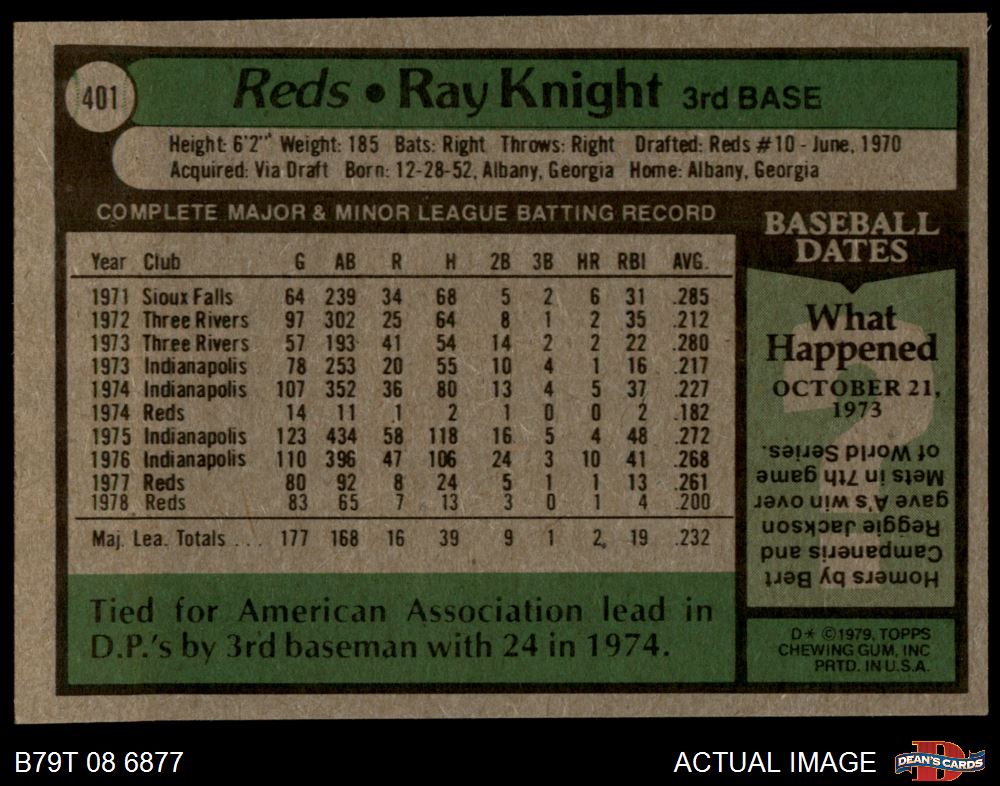 401
Reds • Ray Knight 3rd BASE
Height: 6'2" Weight: 185 Bats: Right Throws: Right Drafted: Reds #10 - June, 1970
Acquired: Via Draft Born: 12-28-52, Albany, Georgia Home: Albany, Georgia
COMPLETE MAJOR & MINOR LEAGUE BATTING RECORD
Year Club G AB R H 2B 3B HR RBI AVG.
1971 Sioux Falls 64 239 34 68 5 2 6 31 .285
1972 Three Rivers 97 302 25 64 8 1 2 35 .212
1973 Three Rivers 57 193 41 54 14 2 2 22 .280
1973 Indianapolis 78 253 20 55 10 4 1 16 .217
1974 Indianapolis 107 352 36 80 13 4 5 37 .227
1974 Reds 14 11 1 2 1 0 0 2 .182
1975 Indianapolis 123 434 58 118 16 5 4 48 .272
1976 Indianapolis 110 396 47 106 24 3 10 41 .268
1977 Reds 80 92 8 24 5 1 1 13 .261
1978 Reds 83 65 7 13 3 0 1 4 .200
Maj. Lea. Totals ... 177 168 16 39 9 1 2 19 .232
Tied for American Association lead in
D.P.'s by 3rd baseman with 24 in 1974.
BASEBALL
DATES
What
Happened
OCTOBER 21,
1973
Homers by Bert
Campaneris and
Reggie Jackson
gave A's win over
Mets in 7th game
of World Series.
D* ©1979, TOPPS
CHEWING GUM, INC
PRTD. IN U.S.A.
B79T 08 6877
ACTUAL IMAGE
D
DEAN'S CARDS